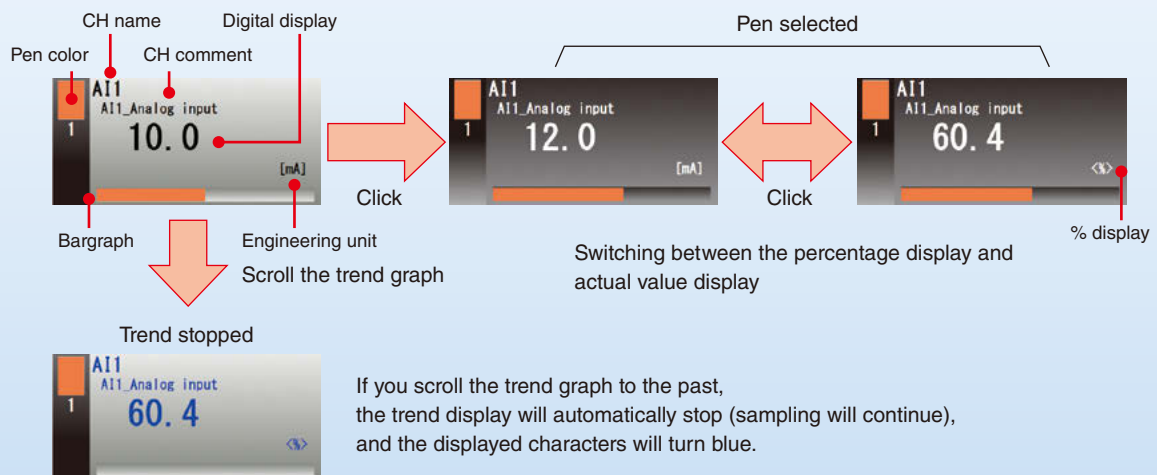 CH name
Digital display
Pen color
CH comment
Pen selected
AI1
AI1_Analog input
1
10.0
[mA]
Click
AI1
AI1_Analog input
1
12.0
[mA]
Click
AI1
AI1_Analog input
1
60.4
<%>
Bargraph
Engineering unit
% display
Scroll the trend graph
Switching between the percentage display and
actual value display
Trend stopped
AI1
AI1_Analog input
1
60.4
<%>
If you scroll the trend graph to the past,
the trend display will automatically stop (sampling will continue),
and the displayed characters will turn blue.